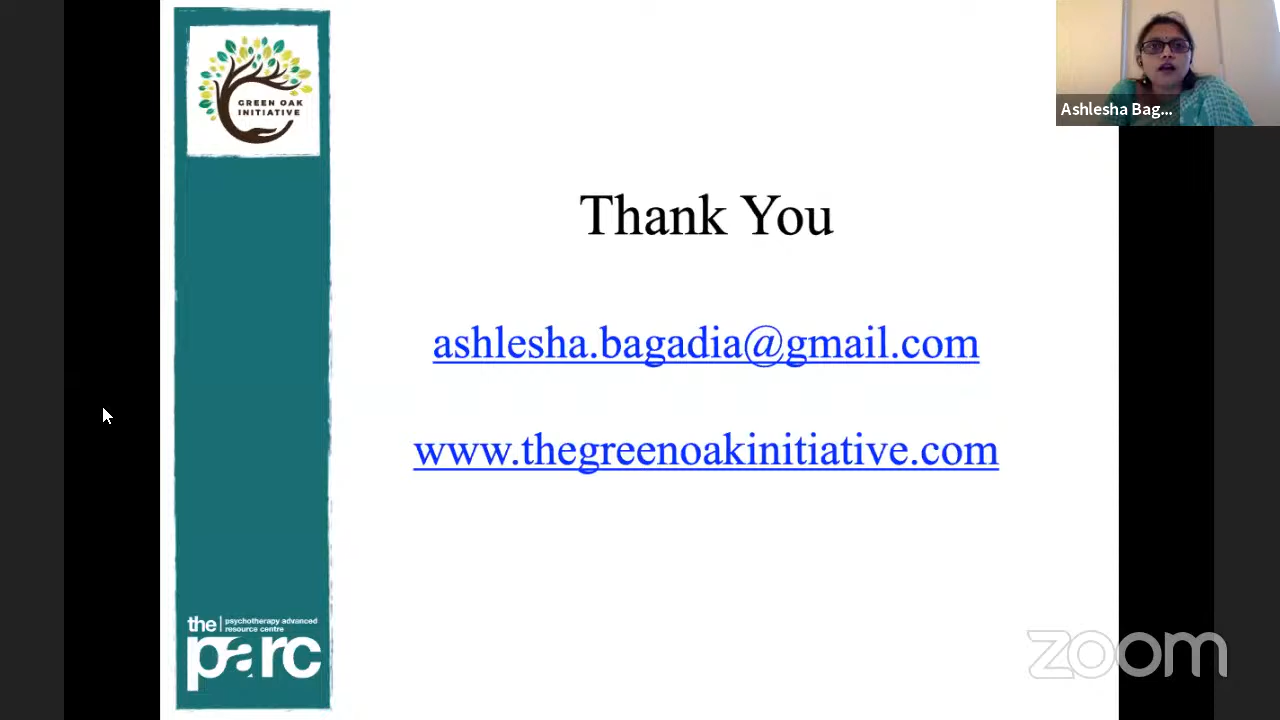 GREEN OAK
INITIATIVE
Ashlesha Bag...
Thank You
ashlesha.bagadia@gmail.com
www.thegreenoakinitiative.com
the psychotherapy advanced
resource centre
parc
zoom